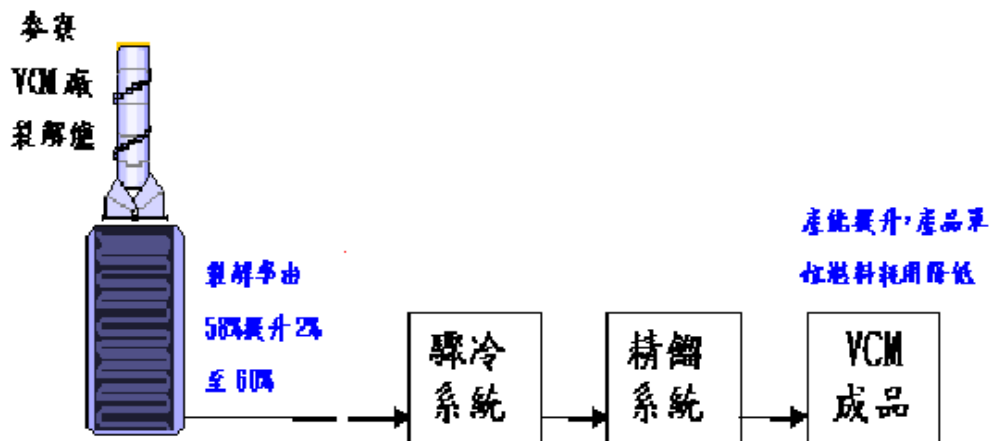 麥寮
VCM廠
裂解爐
裂解率由
58%提升2%
至60%
產能提升,產品單
位燃料耗用降低
驟冷
系統
精餾
系統
VCM
成品